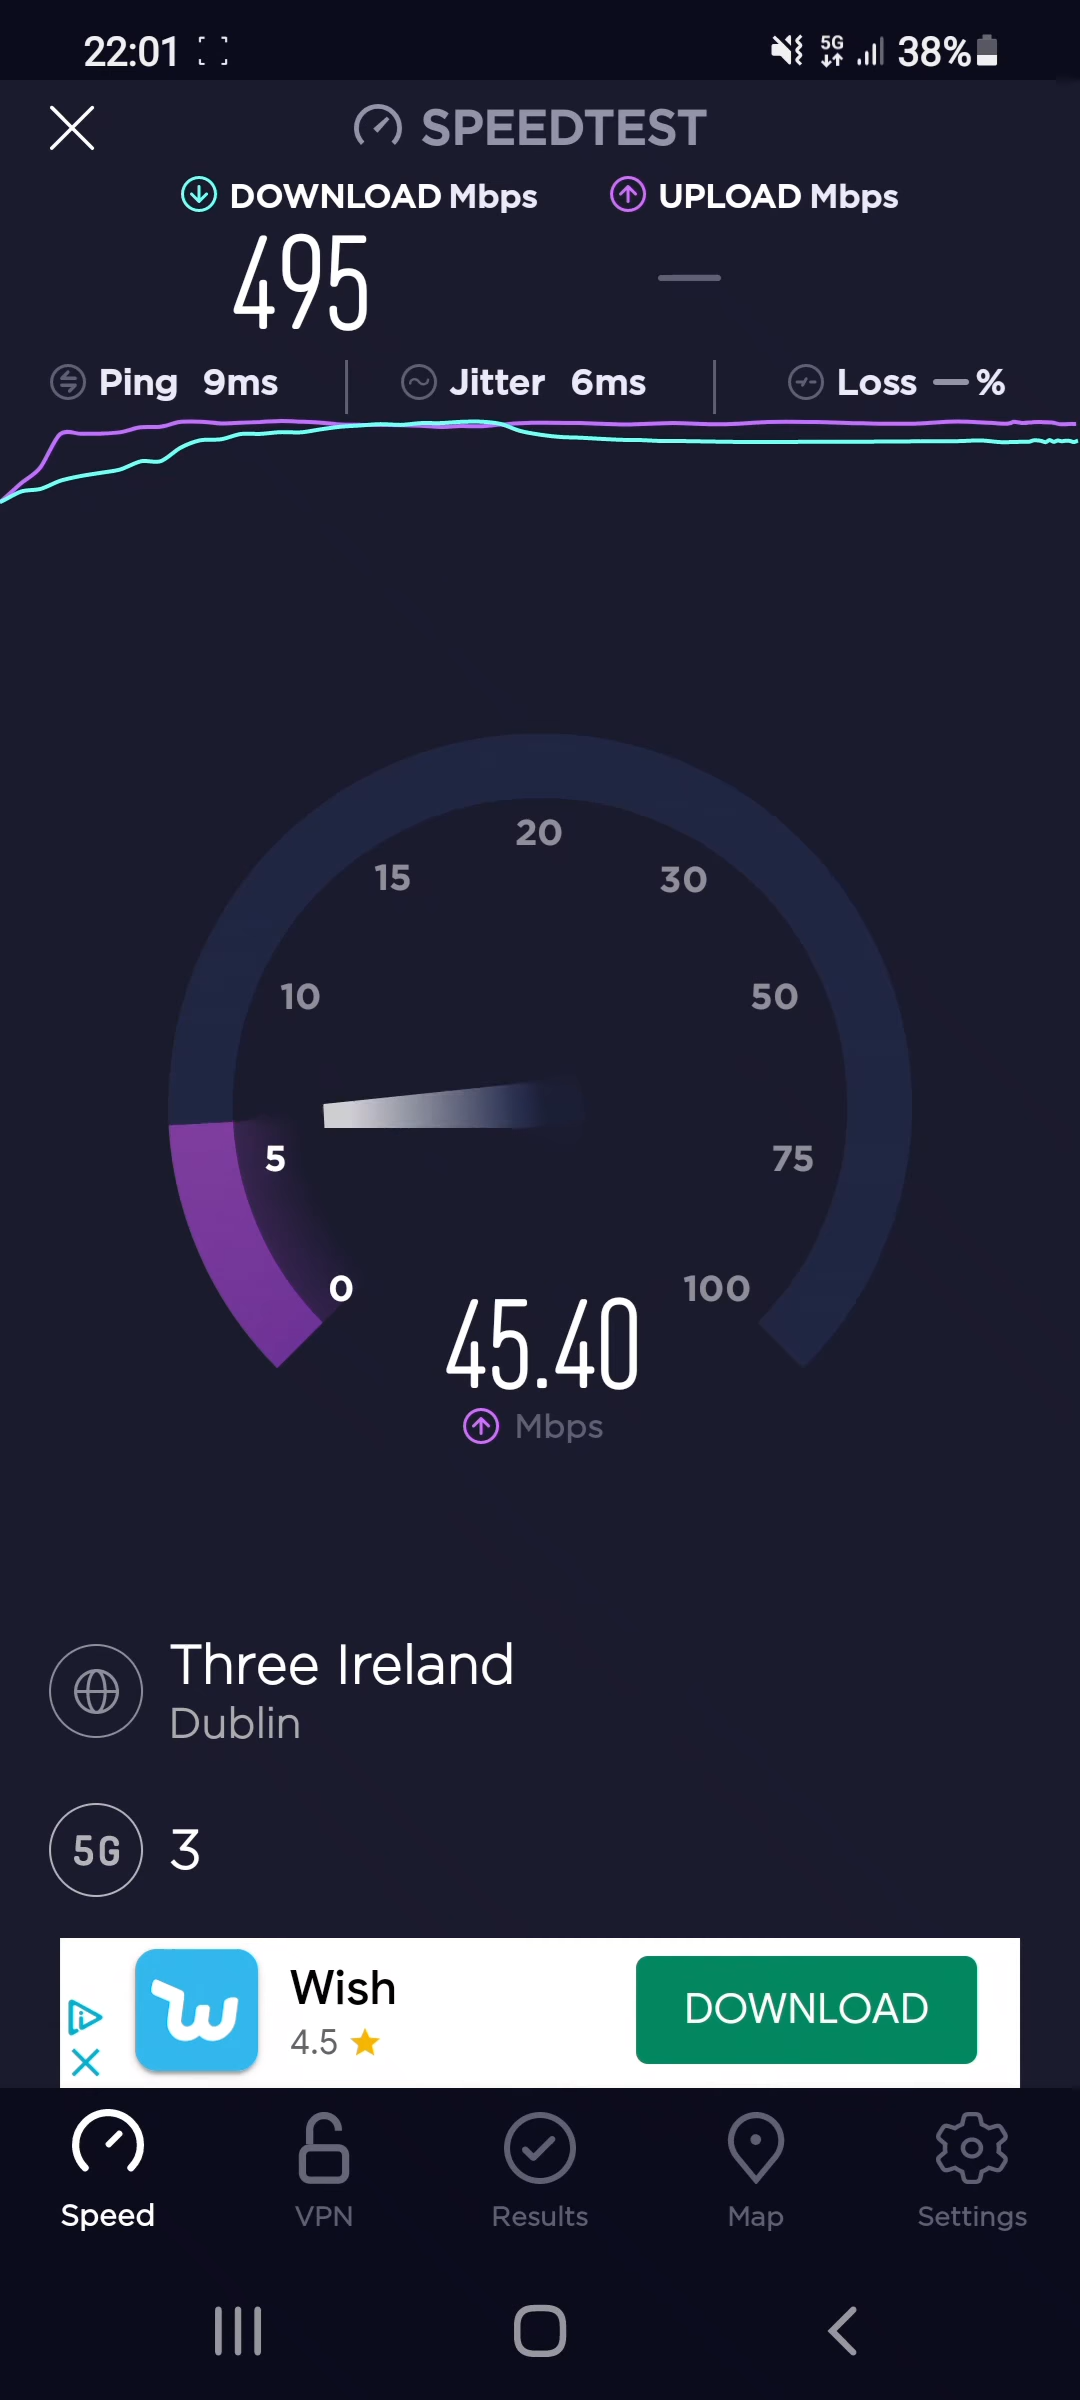 22:01 5G 38%
SPEEDTEST
DOWNLOAD Mbps UPLOAD Mbps
495 —
Ping 9ms Jitter 6ms Loss — %
20
15 30
10 50
5 75
0 100
45.40
Mbps
Three Ireland
Dublin
5G 3
Wish
4.5
DOWNLOAD
Speed VPN Results Map Settings